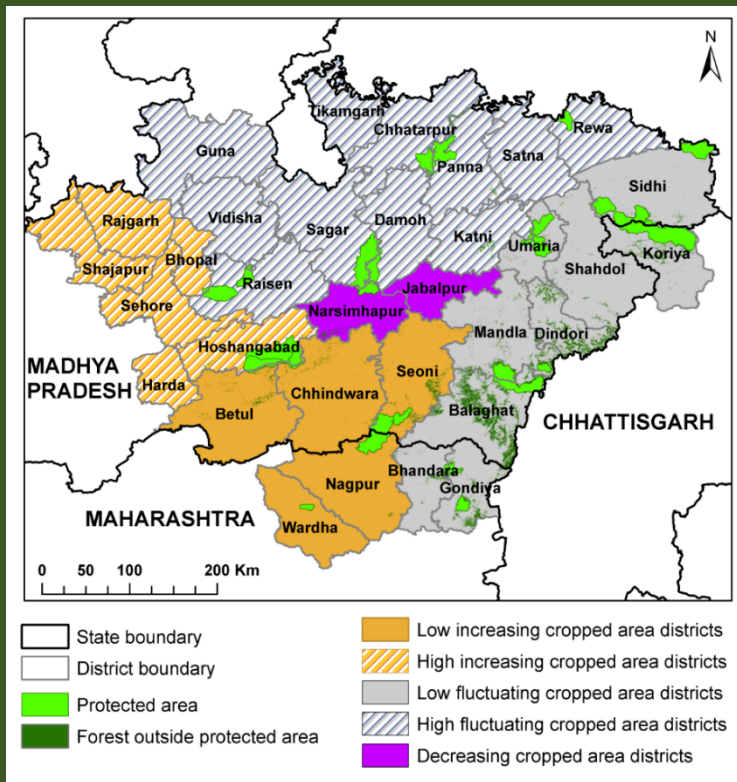 N
Tikamgarh
Chhatarpur
Rewa
Guna
Panna
Satna
Sidhi
Rajgarh
Vidisha
Sagar
Damoh
Katni
Umaria
Koriya
Shajapur
Bhopal
Raisen
Shahdol
Sehore
Jabalpur
Narsimhapur
Mandla
Dindori
Hoshangabad
MADHYA
PRADESH
Harda
Seoni
Chhindwara
Betul
Balaghat
CHHATTISGARH
Bhandara
Nagpur
Gondiya
MAHARASHTRA
Wardha
0 50 100 200 Km
State boundary
District boundary
Protected area
Forest outside protected area
Low increasing cropped area districts
High increasing cropped area districts
Low fluctuating cropped area districts
High fluctuating cropped area districts
Decreasing cropped area districts